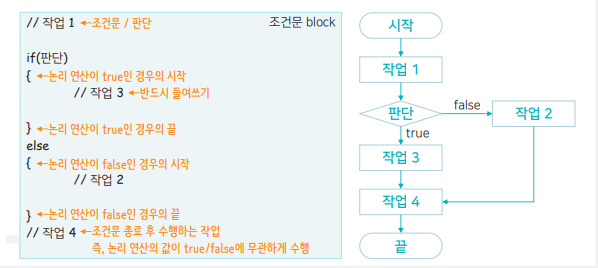 // 작업 1 ←조건문 / 판단
조건문 block
if(판단)
{ ←논리 연산이 true인 경우의 시작
// 작업 3 ←반드시 들여쓰기
} ←논리 연산이 true인 경우의 끝
else
{ ←논리 연산이 false인 경우의 시작
// 작업 2
} ←논리 연산이 false인 경우의 끝
// 작업 4 ←조건문 종료 후 수행하는 작업
즉, 논리 연산의 값이 true/false에 무관하게 수행
시작
작업 1
판단
false
작업 2
true
작업 3
작업 4
끝